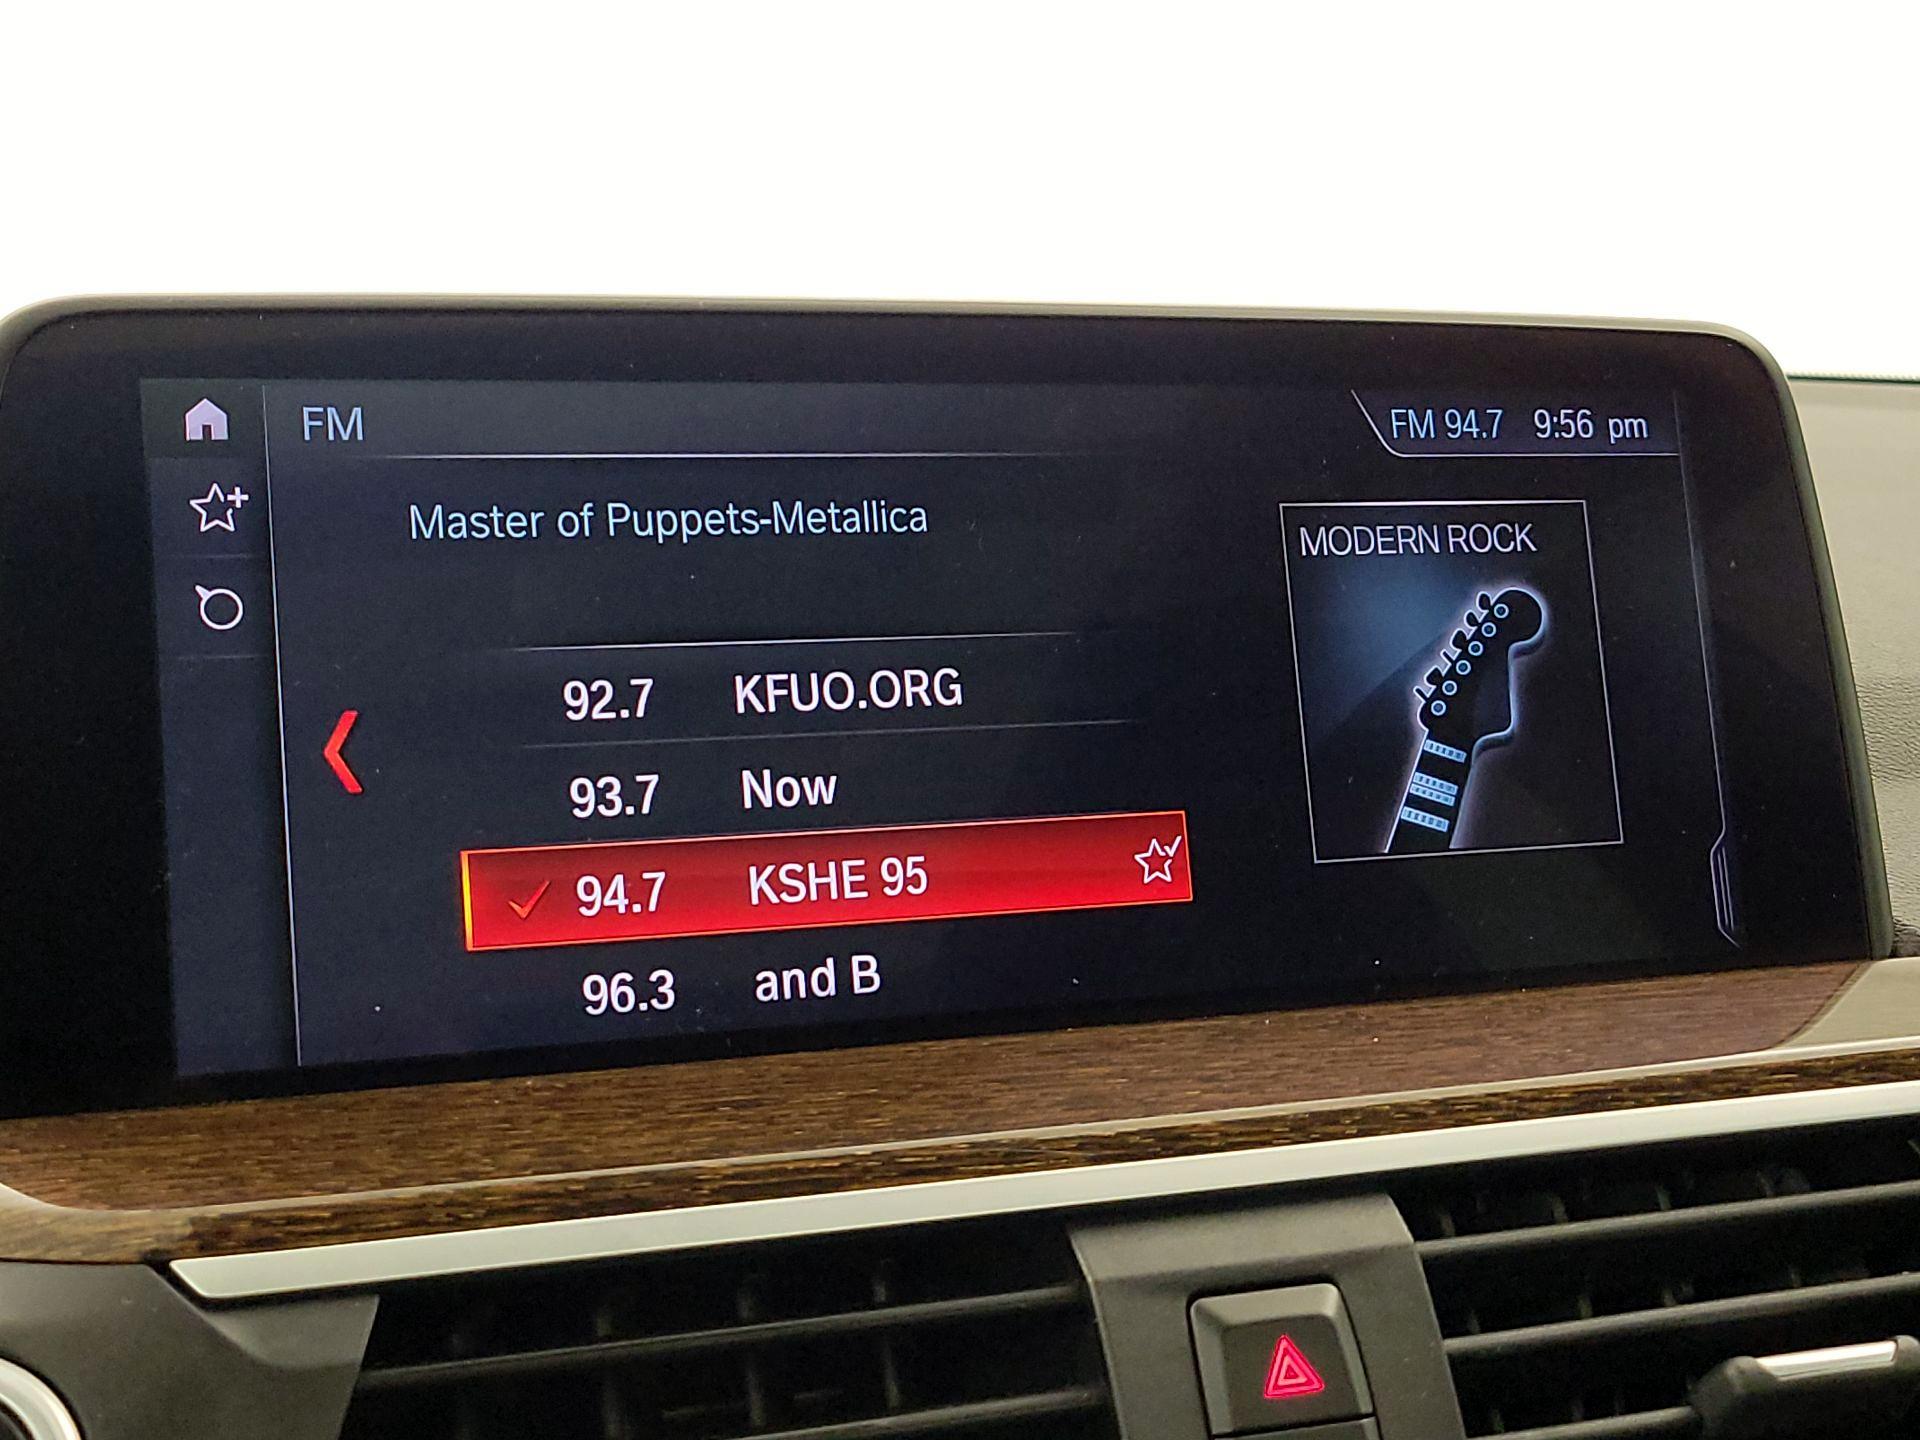 FM
FM 94.7 9:56 pm
Master of Puppets-Metallica
MODERN ROCK
92.7 KFUO.ORG
93.7 Now
94.7 KSHE 95
96.3 and B